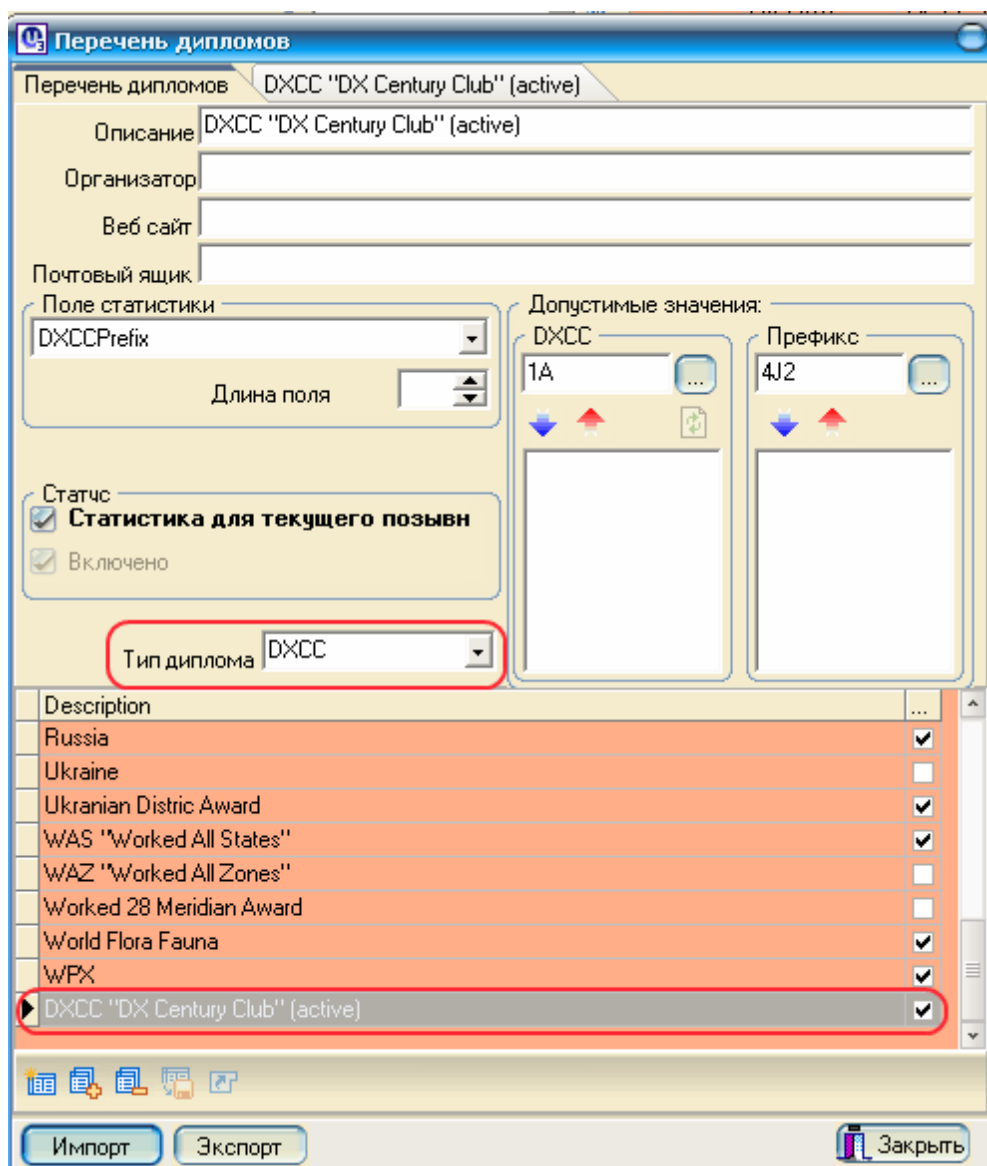 Перечень дипломов
Перечень дипломов DXCC "DX Century Club" (active)
Описание DXCC "DX Century Club" (active)
Организатор
Веб сайт
Почтовый ящик
Поле статистики
DXCCPrefix
Длина поля
Допустимые значения:
DXCC
1A ...
Префикс
4J2 ...
Статус
Статистика для текущего позывн
Включено
Тип диплома DXCC
Description ...
Russia
Ukraine
Ukranian Distric Award
WAS "Worked All States"
WAZ "Worked All Zones"
Worked 28 Meridian Award
World Flora Fauna
WPX
DXCC "DX Century Club" (active)
Импорт Экспорт Закрыть